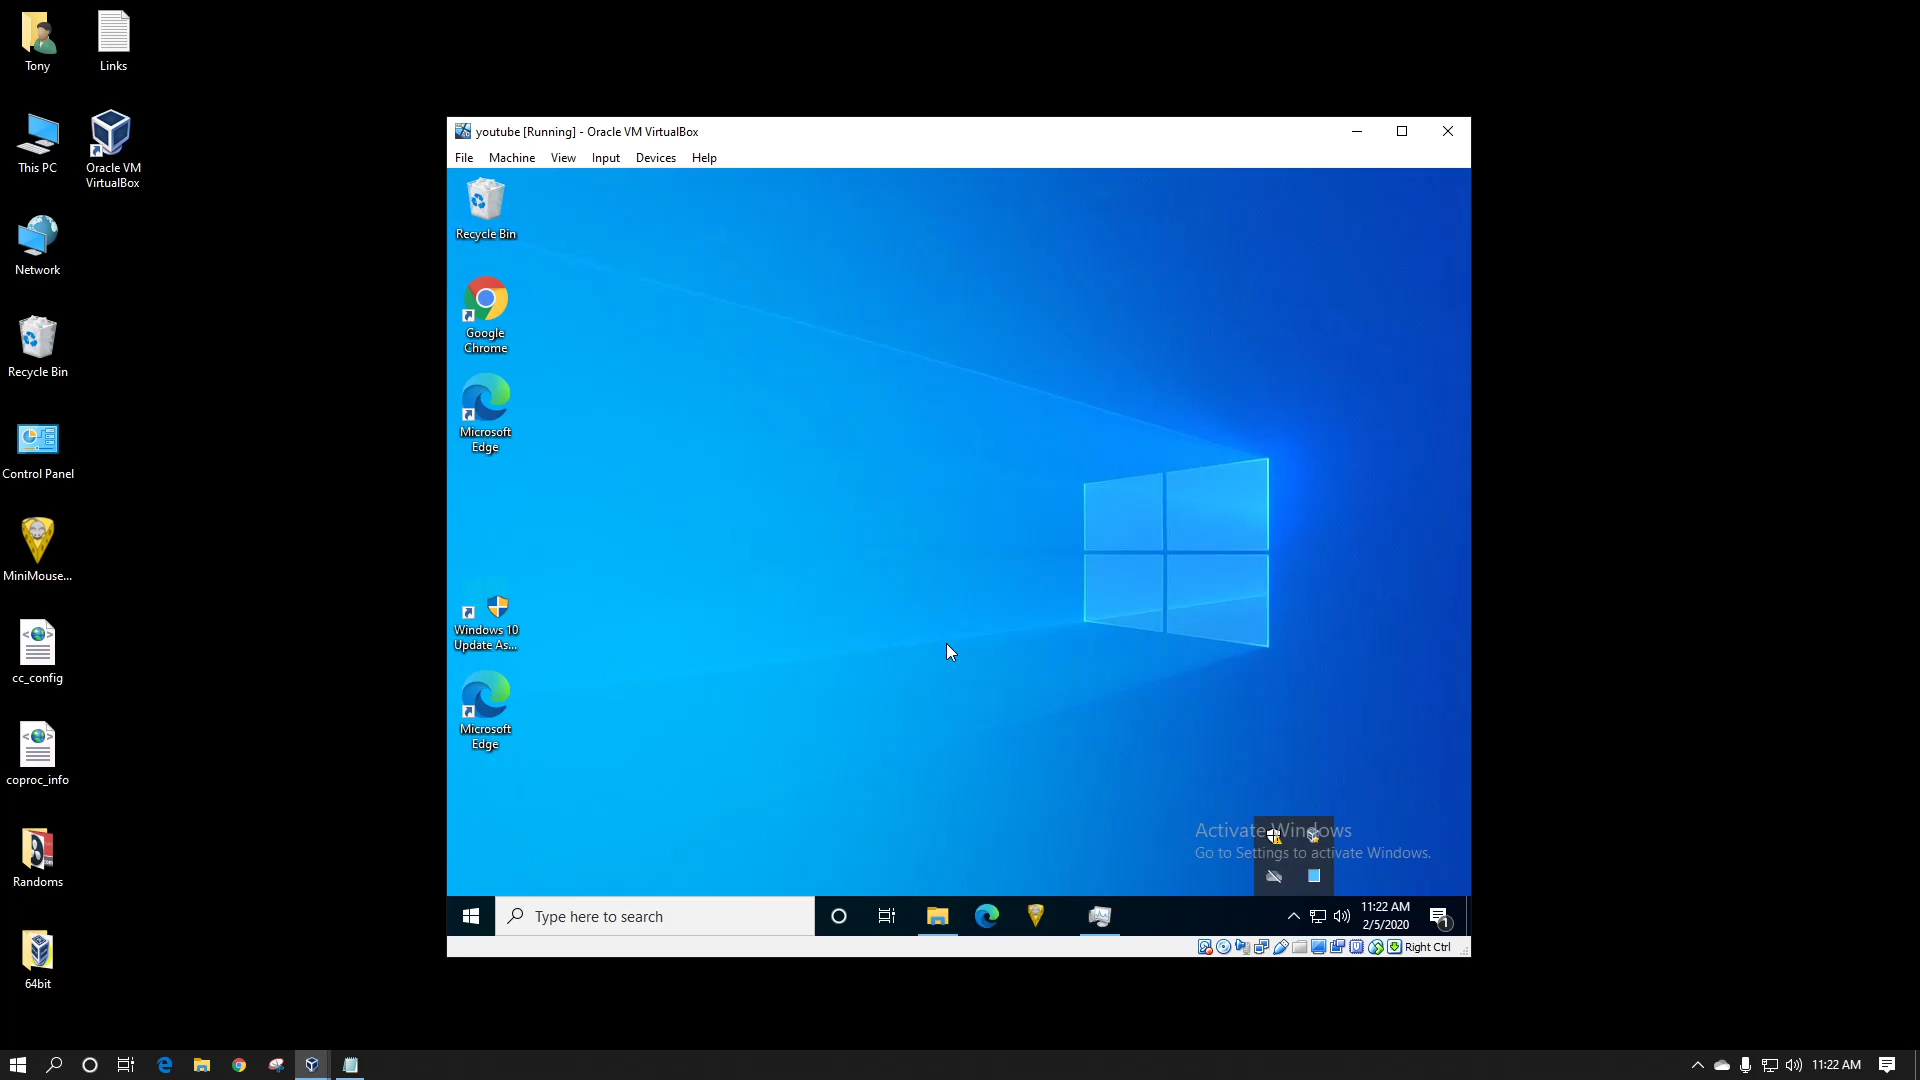 Tony
Links
This PC
Oracle VM
VirtualBox
Network
Recycle Bin
Control Panel
MiniMouse...
cc_config
coproc_info
Randoms
64bit
youtube [Running] - Oracle VM VirtualBox
File Machine View Input Devices Help
Recycle Bin
Google
Chrome
Microsoft
Edge
Windows 10
Update As...
Microsoft
Edge
Activate Windows
Go to Settings to activate Windows.
Type here to search
11:22 AM
2/5/2020
1
Right Ctrl
11:22 AM